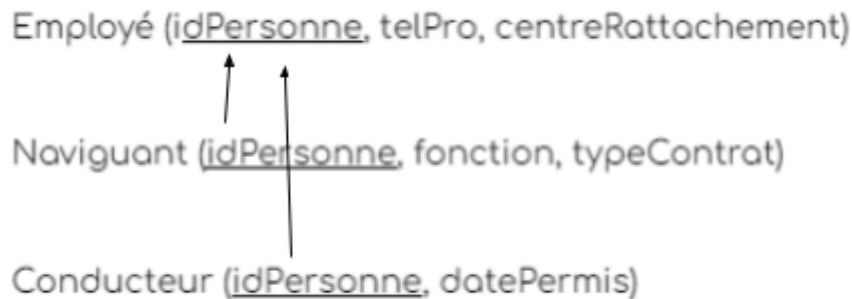 Employé (idPersonne, telPro, centreRattachement)
Naviguant (idPersonne, fonction, typeContrat)
Conducteur (idPersonne, datePermis)